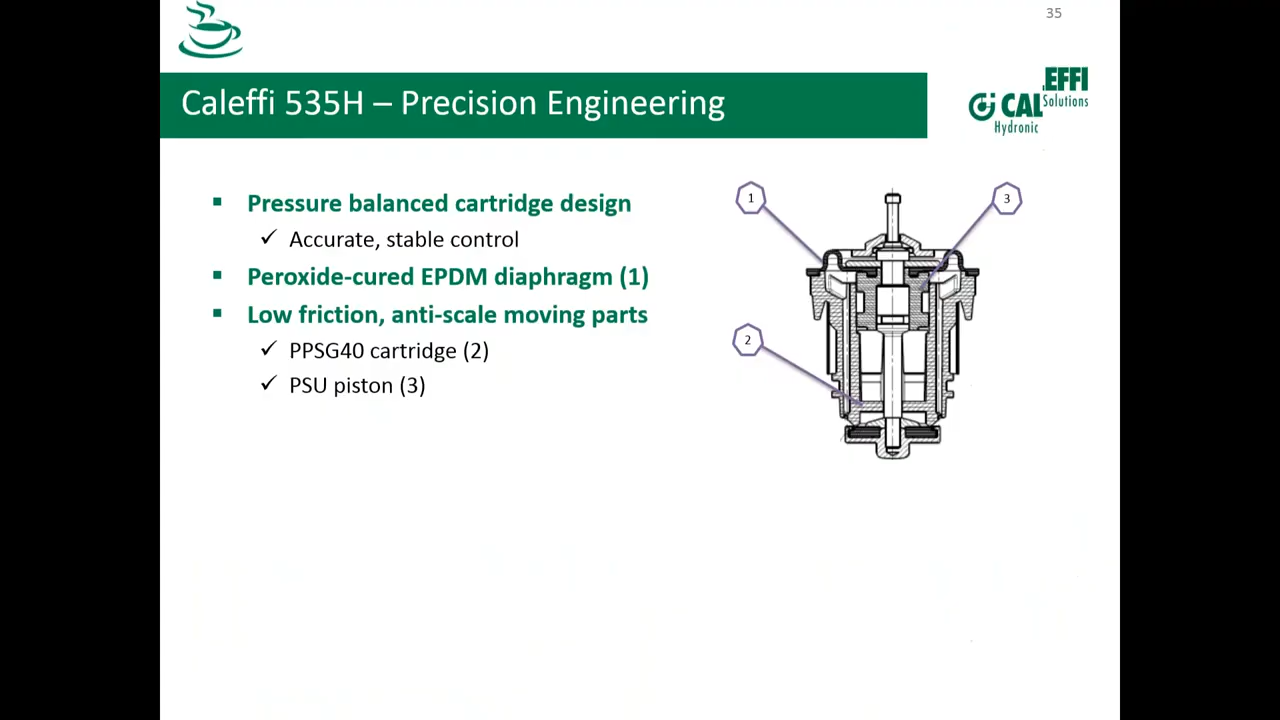 35
Caleffi 535H – Precision Engineering
CALEFFI
Hydronic Solutions
Pressure balanced cartridge design
Accurate, stable control
Peroxide-cured EPDM diaphragm (1)
Low friction, anti-scale moving parts
PPSG40 cartridge (2)
PSU piston (3)
1
3
2